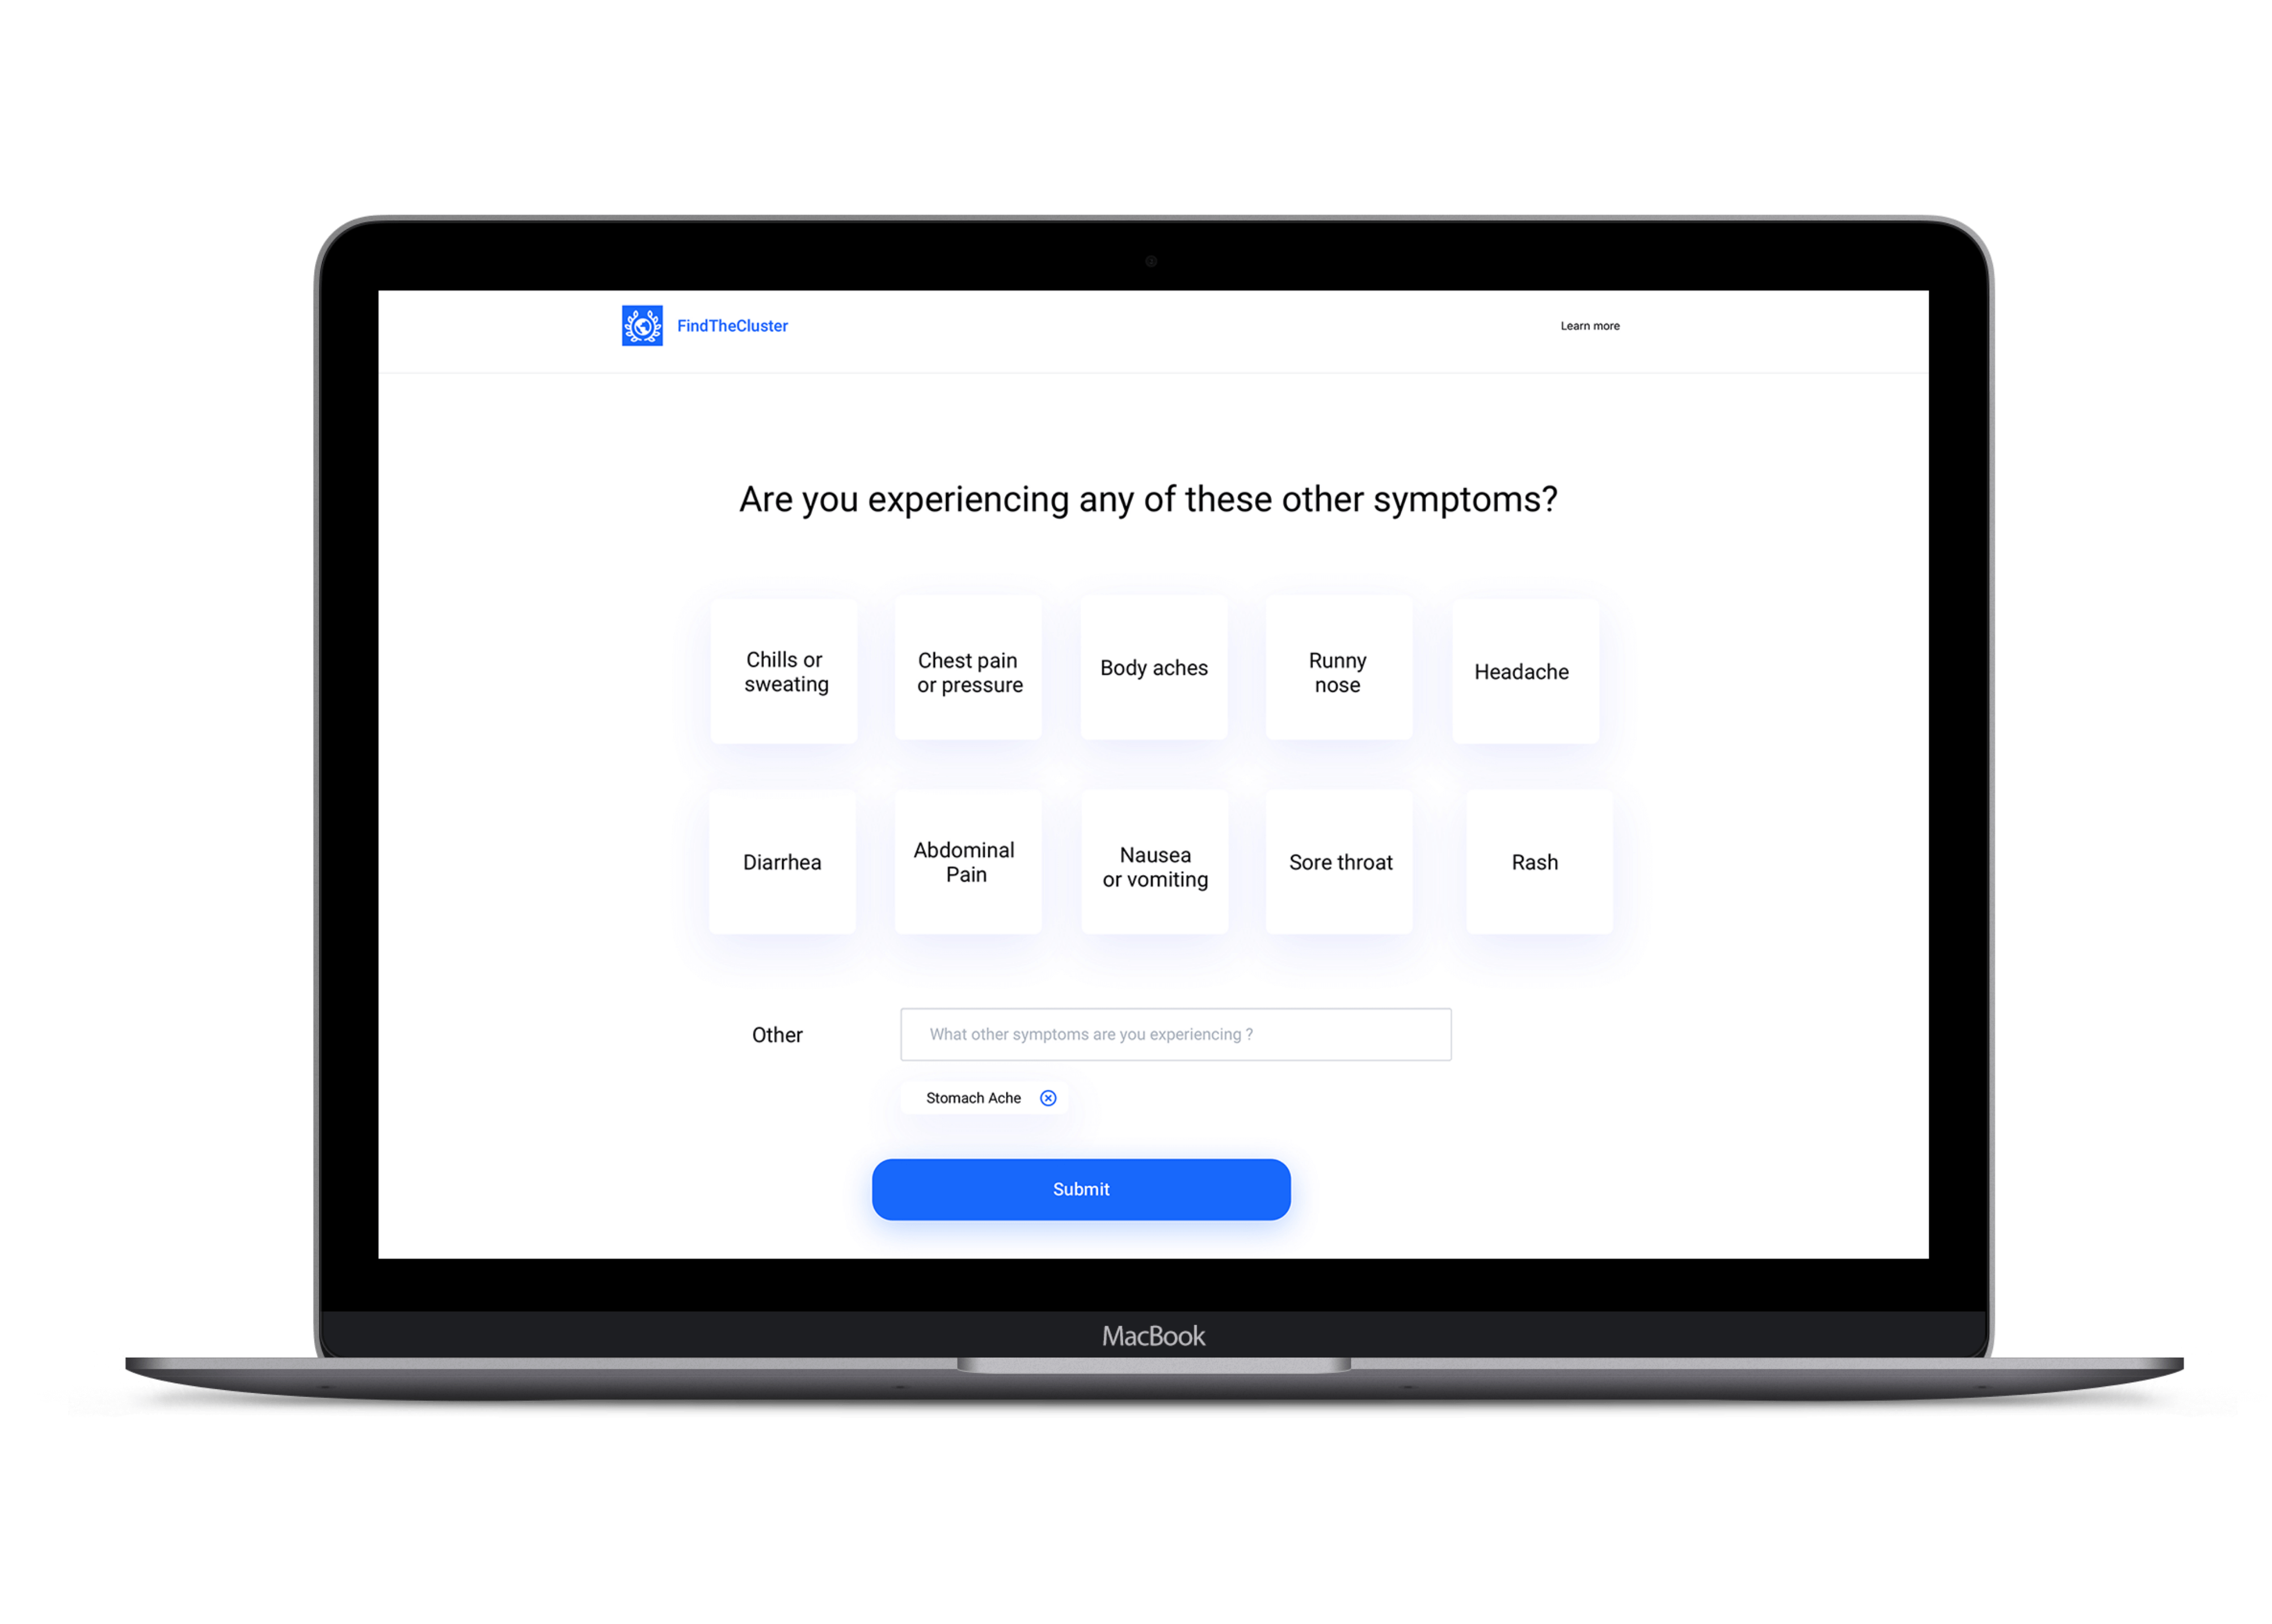 FindTheCluster
Learn more
Are you experiencing any of these other symptoms?
Chills or
sweating
Chest pain
or pressure
Body aches
Runny
nose
Headache
Diarrhea
Abdominal
Pain
Nausea
or vomiting
Sore throat
Rash
Other
What other symptoms are you experiencing ?
Stomach Ache
Submit
MacBook